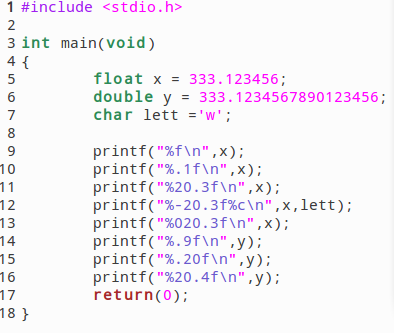 1 #include <stdio.h>
2
3 int main(void)
4 {
5         float x = 333.123456;
6         double y = 333.1234567890123456;
7         char lett ='w';
8
9         printf("%f\n",x);
10         printf("%.1f\n",x);
11         printf("%20.3f\n",x);
12         printf("%-20.3f%c\n",x,lett);
13         printf("%020.3f\n",x);
14         printf("%.9f\n",y);
15         printf("%.20f\n",y);
16         printf("%20.4f\n",y);
17         return(0);
18 }